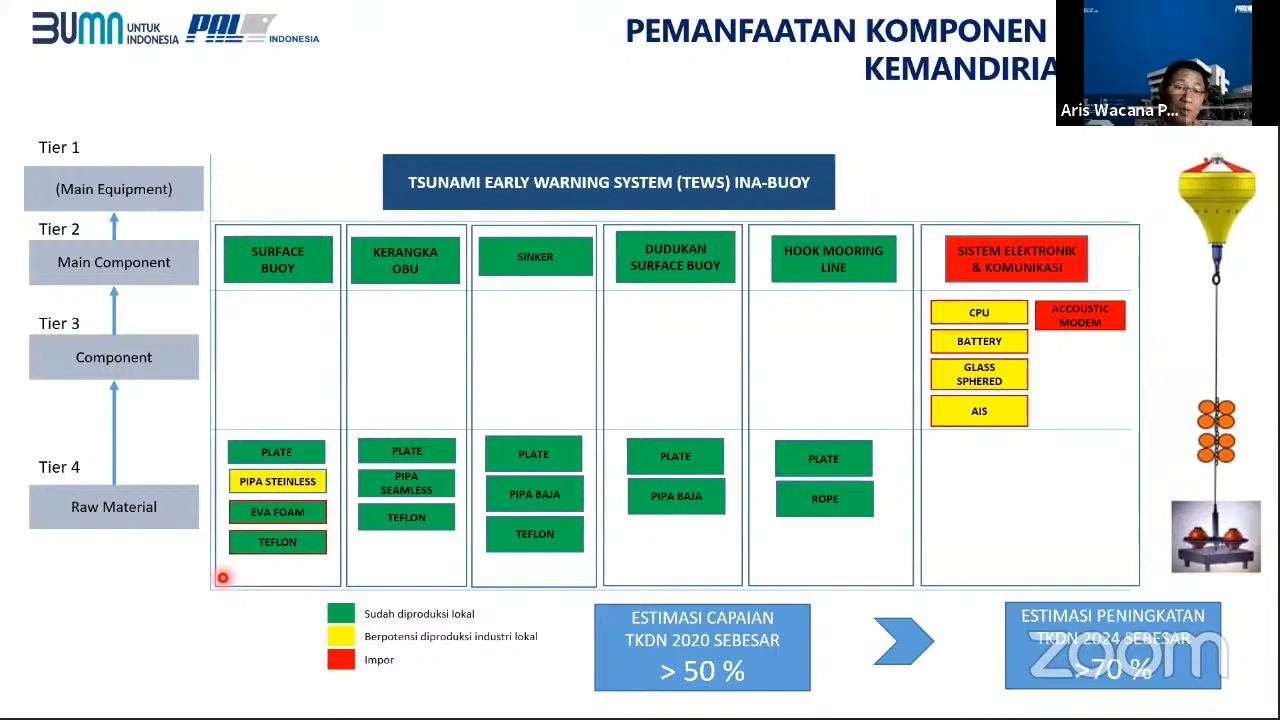 BUMN UNTUK INDONESIA
PAL INDONESIA
PEMANFAATAN KOMPONEN
KEMANDIRIA
Aris Wacana P...
Tier 1
(Main Equipment)
TSUNAMI EARLY WARNING SYSTEM (TEWS) INA-BUOY
Tier 2
Main Component
SURFACE
BUOY
KERANGKA
OBU
SINKER
DUDUKAN
SURFACE BUOY
HOOK MOORING
LINE
SISTEM ELEKTRONIK
& KOMUNIKASI
Tier 3
Component
CPU
ACCOUSTIC
MODEM
BATTERY
GLASS
SPHERED
AIS
Tier 4
Raw Material
PLATE
PIPA STEINLESS
EVA FOAM
TEFLON
PLATE
PIPA
SEAMLESS
TEFLON
PLATE
PIPA BAJA
TEFLON
PLATE
PIPA BAJA
PLATE
ROPE
Sudah diproduksi lokal
Berpotensi diproduksi industri lokal
Impor
ESTIMASI CAPAIAN
TKDN 2020 SEBESAR
> 50 %
ESTIMASI PENINGKATAN
TKDN 2024 SEBESAR
>70 %
zoom